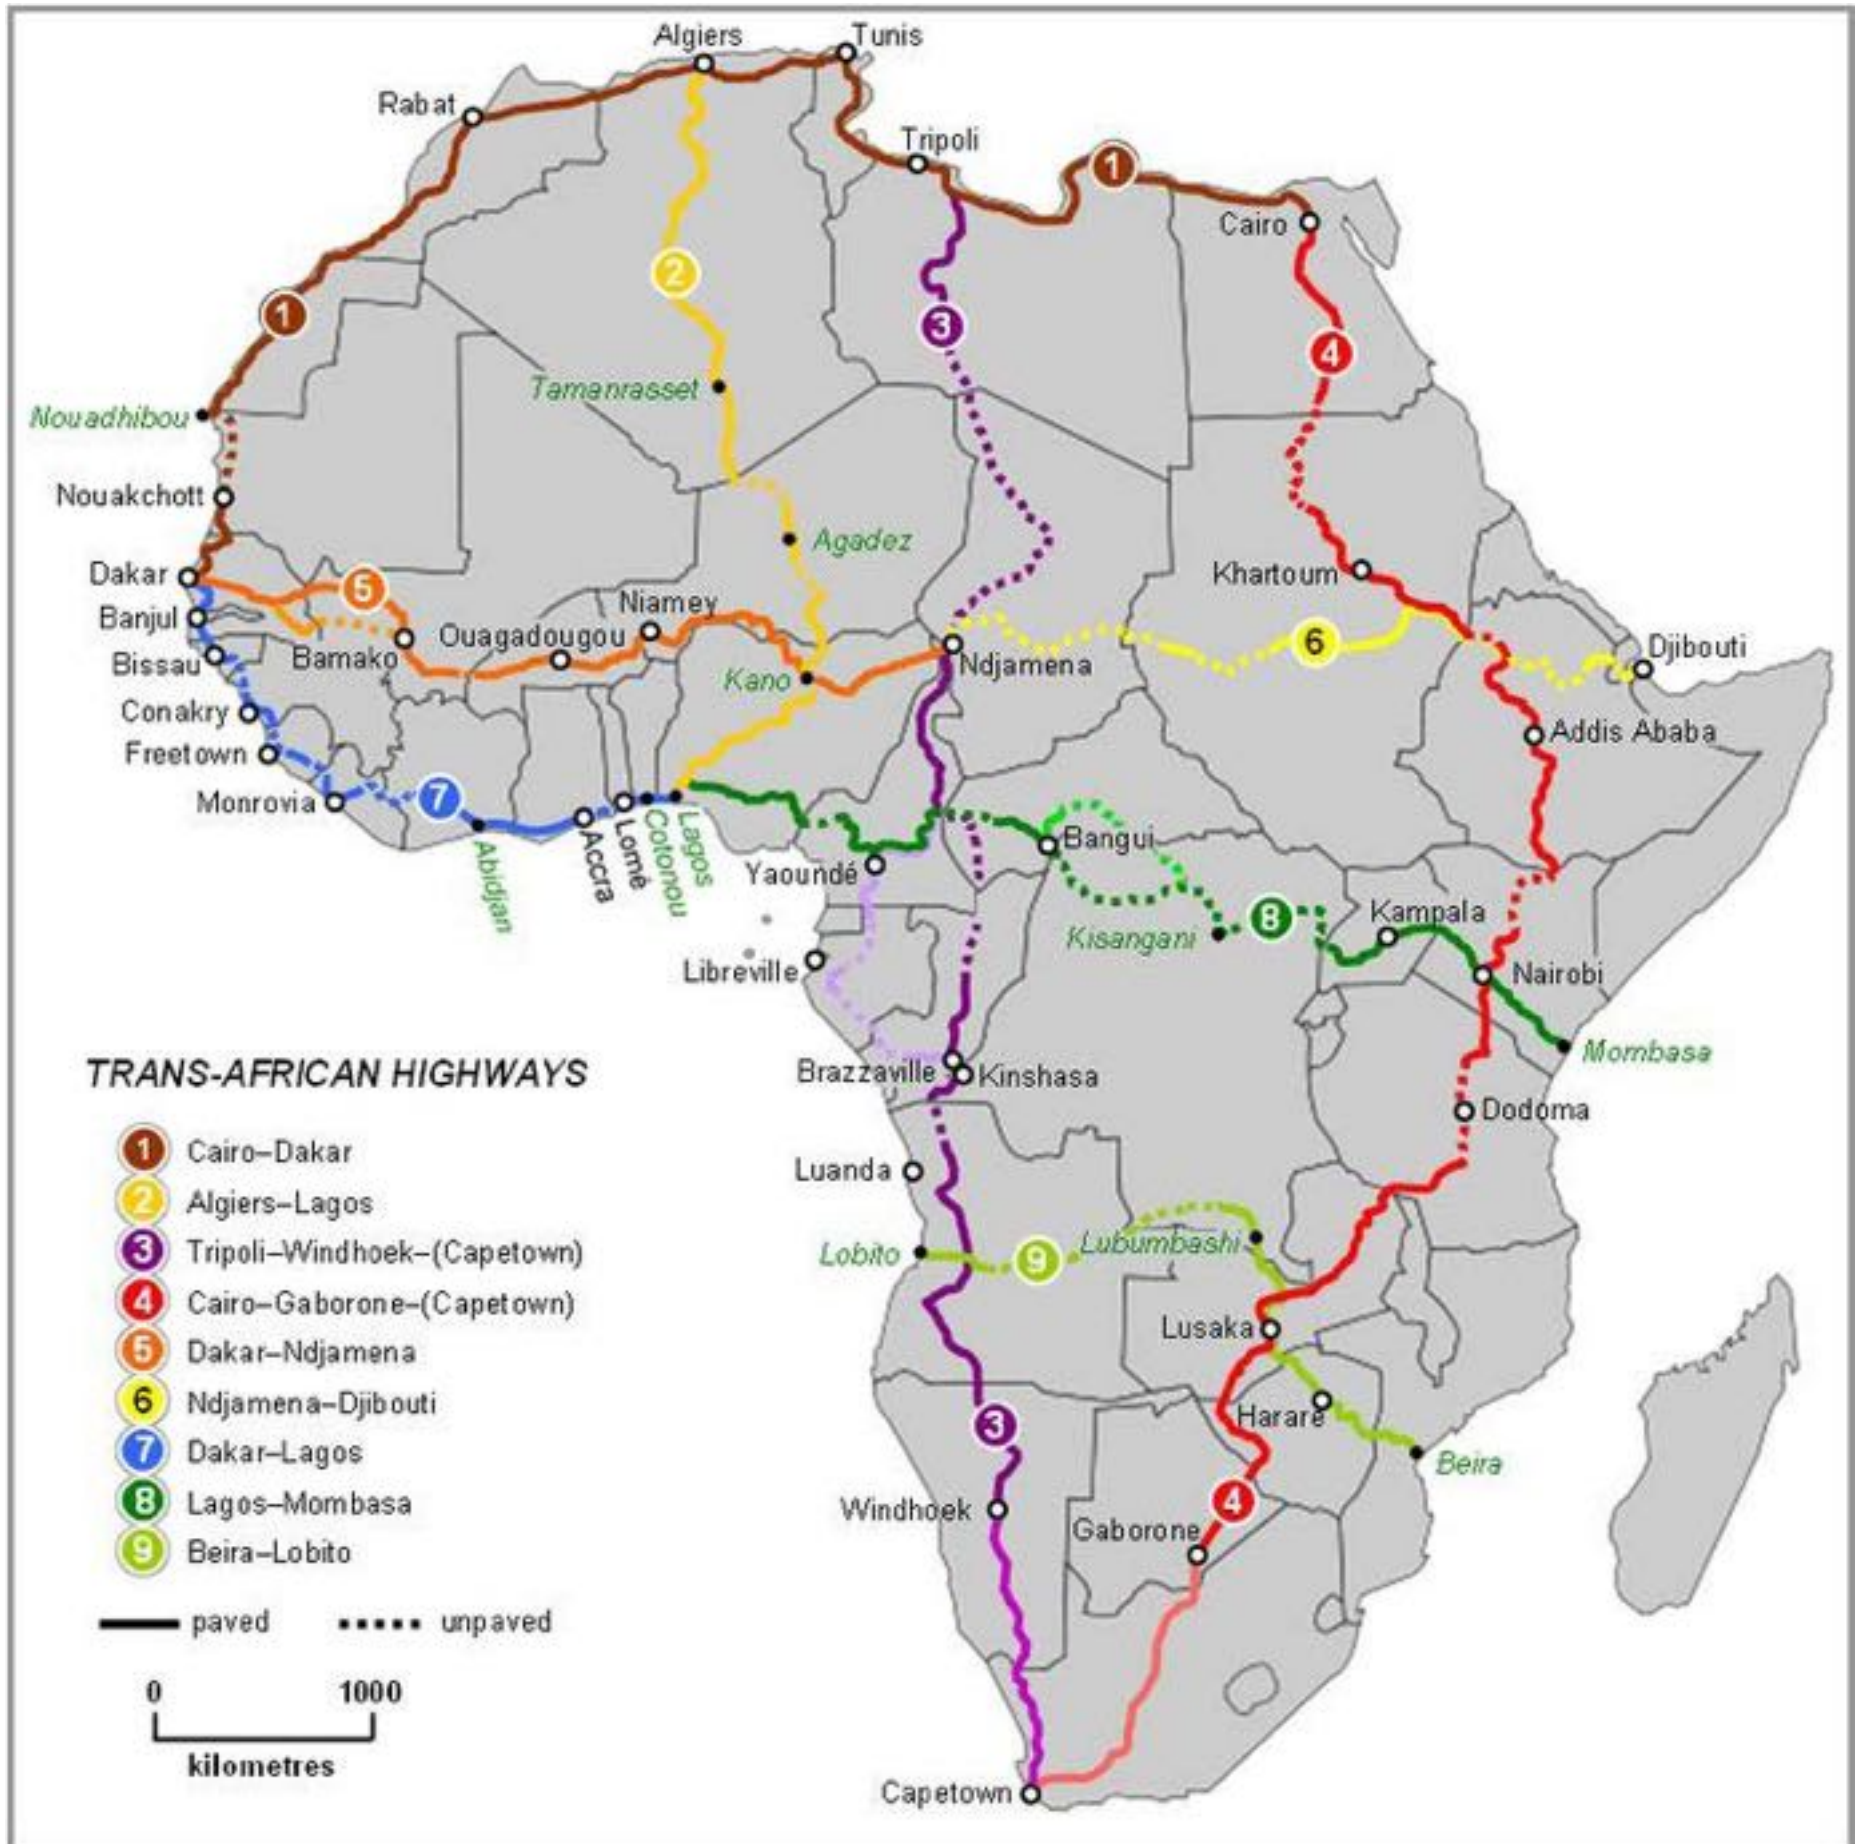 Algiers
Tunis
Rabat
Tripoli
1
Cairo
2
1
3
4
Tamanrasset
Nouadhibou
Nouakchott
Agadez
Khartoum
Dakar
5
Niamey
Banjul
Ouagadougou
6
Djibouti
Bissau
Bamako
Ndjamena
Kano
Conakry
Addis Ababa
Freetown
Monrovia
7
Abidjan
Accra
Lomé
Cotonou
Lagos
Bangui
Yaoundé
8
Kampala
Kisangani
Libreville
Nairobi
Mombasa
Brazzaville
Kinshasa
Dodoma
Luanda
Lobito
9
Lubumbashi
Lusaka
Harare
3
Beira
4
Windhoek
Gaborone
Capetown
TRANS-AFRICAN HIGHWAYS
1 Cairo–Dakar
2 Algiers–Lagos
3 Tripoli–Windhoek–(Capetown)
4 Cairo–Gaborone–(Capetown)
5 Dakar–Ndjamena
6 Ndjamena–Djibouti
7 Dakar–Lagos
8 Lagos–Mombasa
9 Beira–Lobito
paved unpaved
0 1000
kilometres